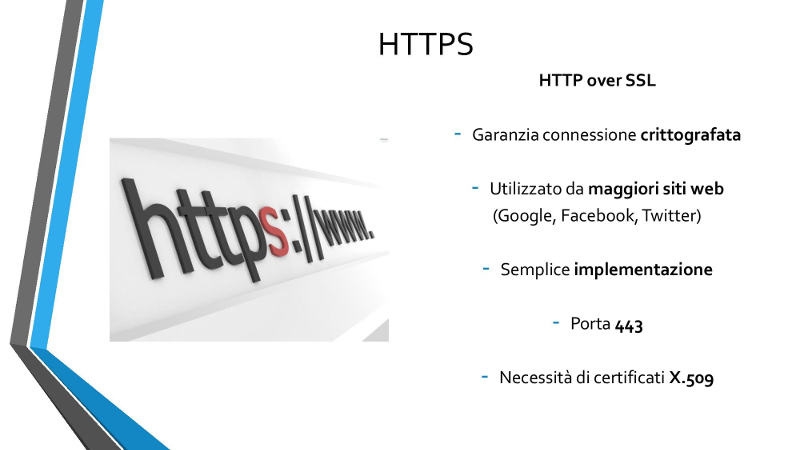 HTTPS
HTTP over SSL
- Garanzia connessione crittografata
- Utilizzato da maggiori siti web
(Google, Facebook, Twitter)
- Semplice implementazione
- Porta 443
- Necessità di certificati X.509
https://www.